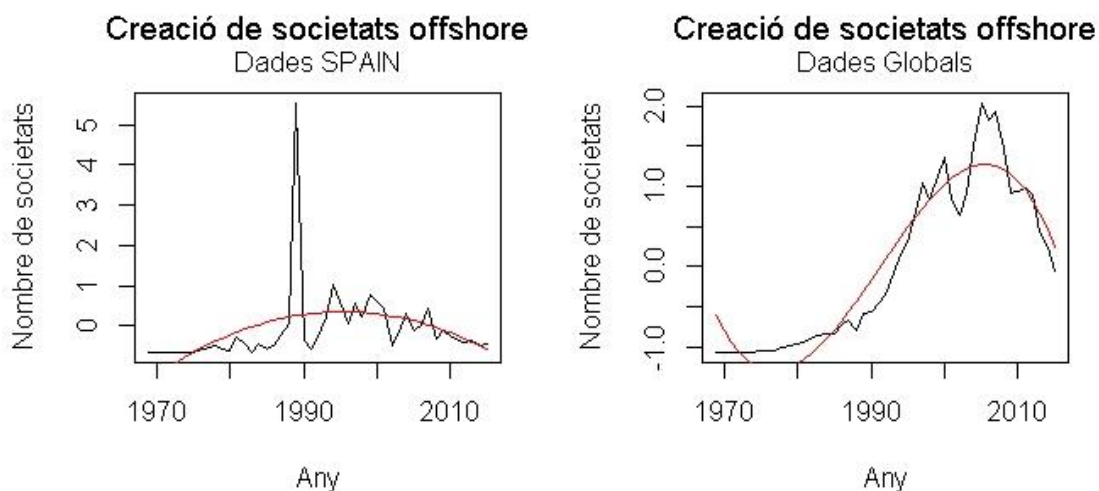 Creació de societats offshore
Dades SPAIN
Nombre de societats
5
4
3
2
1
0
1970 1990 2010
Any
Creació de societats offshore
Dades Globals
Nombre de societats
2.0
1.0
0.0
-1.0
1970 1990 2010
Any